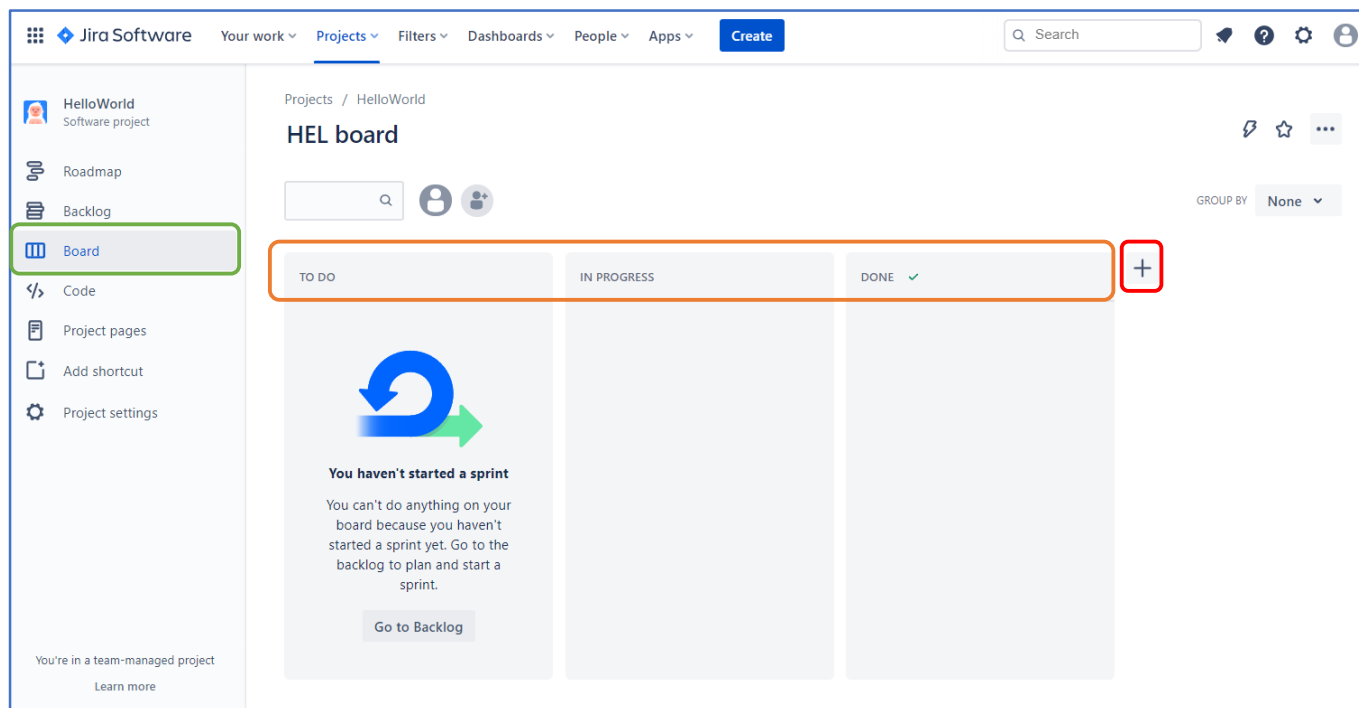 Jira Software Your work Projects Filters Dashboards People Apps Create Search
HelloWorld
Software project
Roadmap
Backlog
Board
Code
Project pages
Add shortcut
Project settings
You're in a team-managed project
Learn more
Projects / HelloWorld
HEL board
GROUP BY None
TO DO IN PROGRESS DONE
You haven't started a sprint
You can't do anything on your
board because you haven't
started a sprint yet. Go to the
backlog to plan and start a
sprint.
Go to Backlog